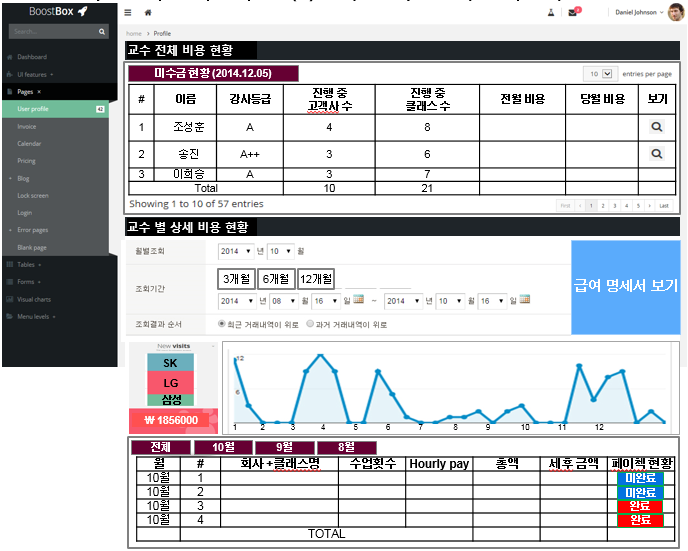 BoostBox
Daniel Johnson
Search...
home > Profile
Dashboard
UI features
Pages
User profile 42
Invoice
Calendar
Pricing
Blog
Lock screen
Login
Error pages
Blank page
Tables
Forms
Visual charts
Menu levels
교수 전체 비용 현황
미수금 현황 (2014.12.05)
10 entries per page
# 이름 강사등급 진행 중 고객사 수 진행 중 클래스 수 전월 비용 당월 비용 보기
1 조성훈 A 4 8
2 송진 A++ 3 6
3 이희승 A 3 7
Total 10 21
Showing 1 to 10 of 57 entries
First < 1 2 3 4 5 > Last
교수 별 상세 비용 현황
월별조회 2014 년 10 월
조회기간 3개월 6개월 12개월
2014 년 08 월 16 일 ~ 2014 년 10 월 16 일
조회결과 순서 최근 거래내역이 위로 과거 거래내역이 위로
급여 명세서 보기
New visits
SK
LG
삼성
₩ 1856000
12
6
1 2 3 4 5 6 7 8 9 10 11 12
전체 10월 9월 8월
월 # 회사 +클래스명 수업횟수 Hourly pay 총액 세후 금액 페이첵 현황
10월 1 미완료
10월 2 미완료
10월 3 완료
10월 4 완료
TOTAL